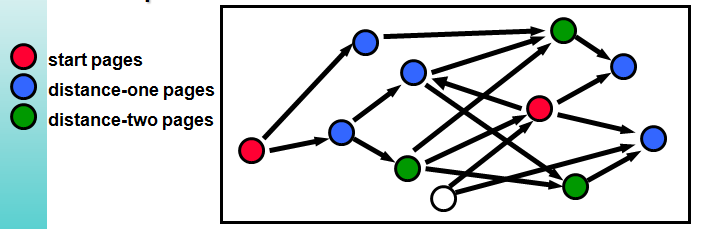 start pages
distance-one pages
distance-two pages